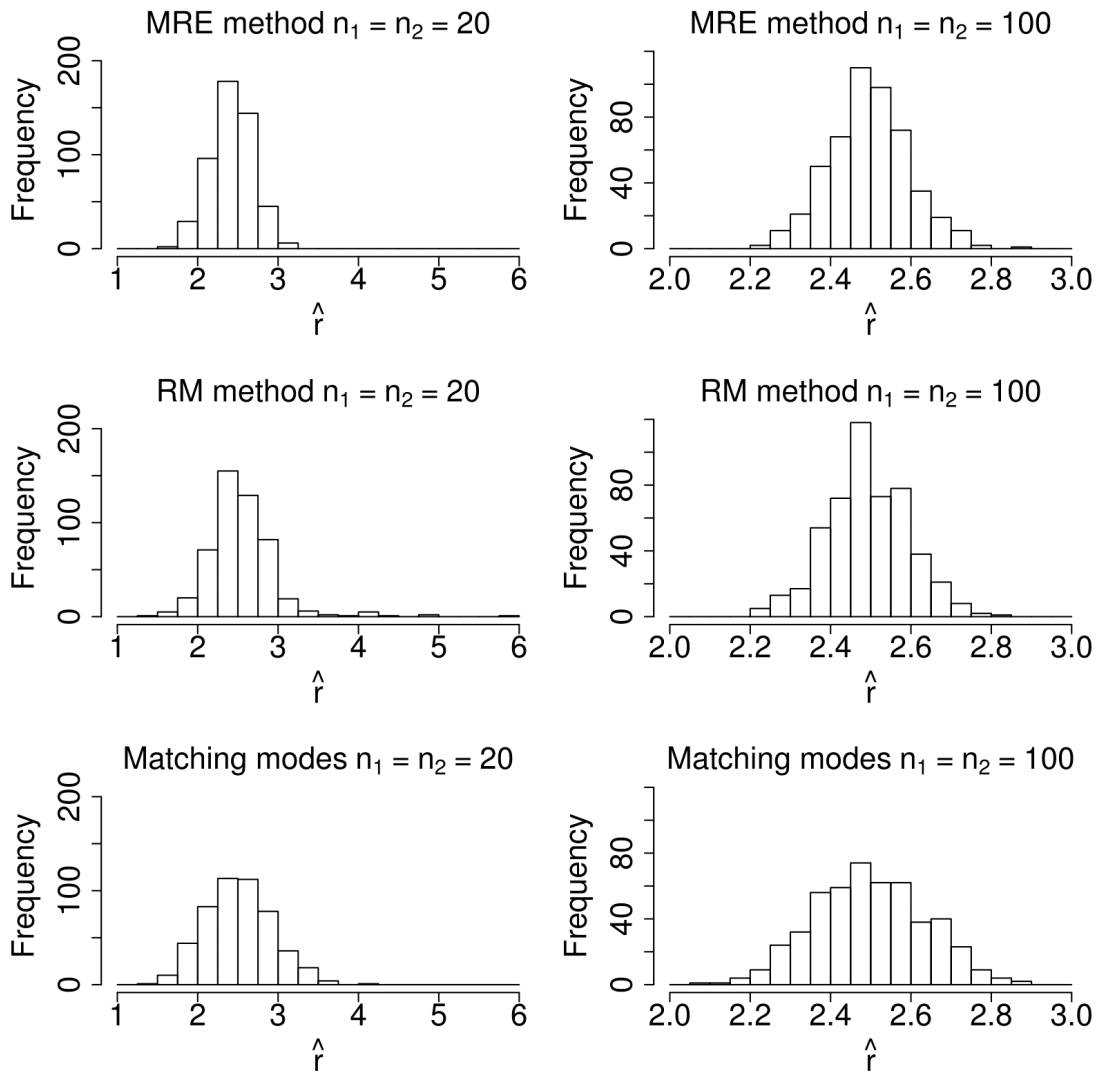 MRE method n₁ = n₂ = 20
Frequency
0 100 200
1 2 3 4 5 6
r̂
MRE method n₁ = n₂ = 100
Frequency
0 40 80
2.0 2.2 2.4 2.6 2.8 3.0
r̂
RM method n₁ = n₂ = 20
Frequency
0 100 200
1 2 3 4 5 6
r̂
RM method n₁ = n₂ = 100
Frequency
0 40 80
2.0 2.2 2.4 2.6 2.8 3.0
r̂
Matching modes n₁ = n₂ = 20
Frequency
0 100 200
1 2 3 4 5 6
r̂
Matching modes n₁ = n₂ = 100
Frequency
0 40 80
2.0 2.2 2.4 2.6 2.8 3.0
r̂